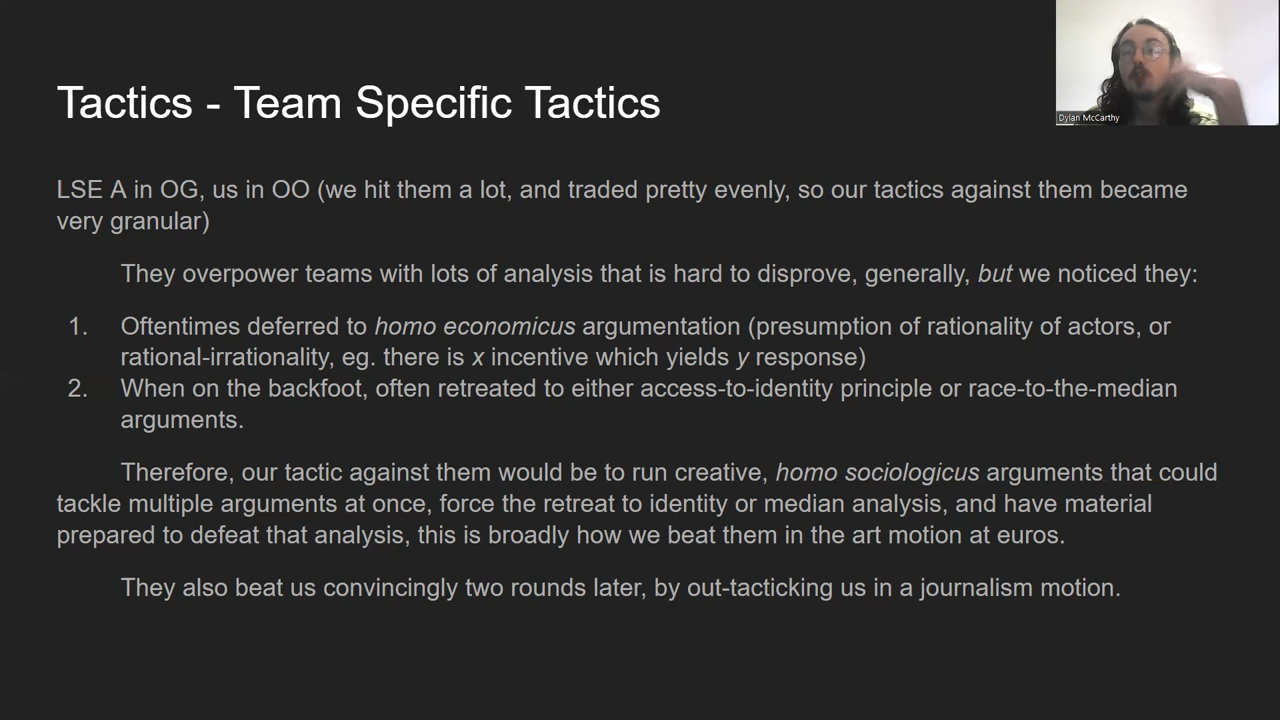 Tactics - Team Specific Tactics
Dylan McCarthy
LSE A in OG, us in OO (we hit them a lot, and traded pretty evenly, so our tactics against them became
very granular)
They overpower teams with lots of analysis that is hard to disprove, generally, but we noticed they:
1. Oftentimes deferred to homo economicus argumentation (presumption of rationality of actors, or
rational-irrationality, eg. there is x incentive which yields y response)
2. When on the backfoot, often retreated to either access-to-identity principle or race-to-the-median
arguments.
Therefore, our tactic against them would be to run creative, homo sociologicus arguments that could
tackle multiple arguments at once, force the retreat to identity or median analysis, and have material
prepared to defeat that analysis, this is broadly how we beat them in the art motion at euros.
They also beat us convincingly two rounds later, by out-tacticking us in a journalism motion.